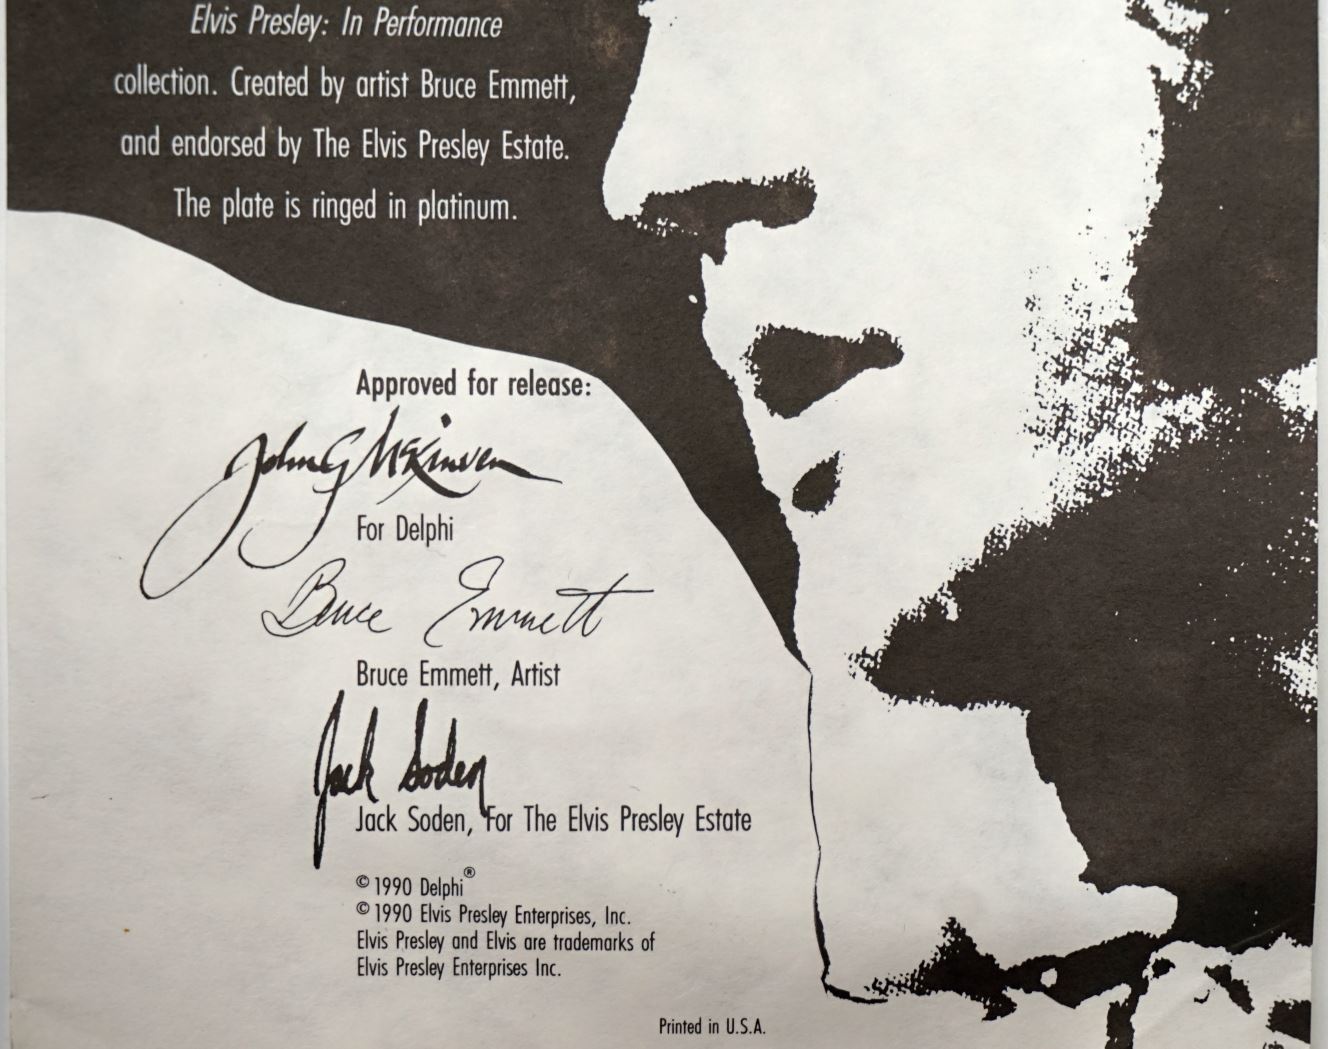 Elvis Presley: In Performance
collection. Created by artist Bruce Emmett,
and endorsed by The Elvis Presley Estate.
The plate is ringed in platinum.
Approved for release:
John G McKinven
For Delphi
Bruce Emmett
Bruce Emmett, Artist
Jack Soden
Jack Soden, For The Elvis Presley Estate
© 1990 Delphi®
© 1990 Elvis Presley Enterprises, Inc.
Elvis Presley and Elvis are trademarks of
Elvis Presley Enterprises Inc.
Printed in U.S.A.